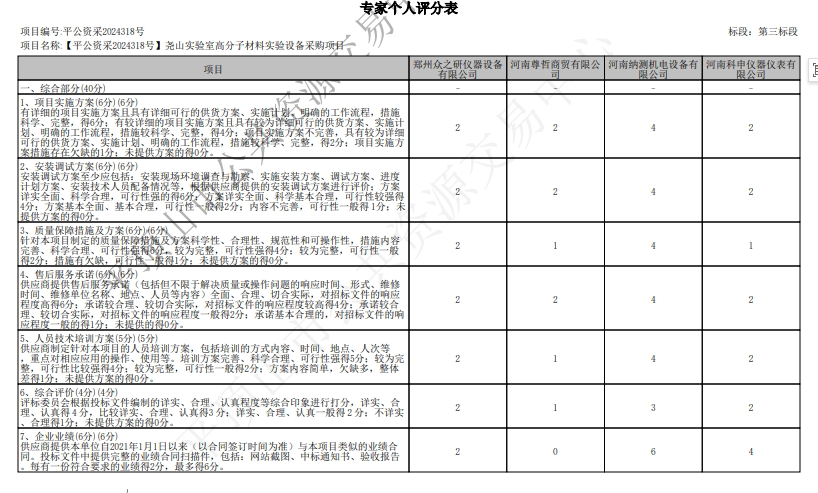 专家个人评分表
项目编号:平公资采2024318号
标段：第三标段
项目名称:【平公资采2024318号】尧山实验室高分子材料实验设备采购项目
项目 郑州众之研仪器设备有限公司 河南尊哲商贸有限公司 河南纳测机电设备有限公司 河南科申仪器仪表有限公司
一、综合部分(40分) - - - -
1、项目实施方案(6分)(6分)
有详细的项目实施方案且具有详细可行的供货方案、实施计划、明确的工作流程，措施
科学、完整，得6分；有较详细的项目实施方案且具有较为详细可行的供货方案、实施计
划、明确的工作流程，措施较科学、完整，得4分；项目实施方案不完善，具有较为详细
可行的供货方案、实施计划、明确的工作流程，措施较科学、完整，得2分；项目实施方
案措施存在欠缺的1分；未提供方案的得0分。
2 2 4 2
2、安装调试方案(6分)(6分)
安装调试方案至少应包括：安装现场环境调查与勘察、实施安装方案、调试方案、进度
计划方案、安装技术人员配备情况等，根据供应商提供的安装调试方案进行评价；方案
详实全面、科学合理，可行性强的得6分；方案详实全面、科学基本合理，可行性较强得
4分；方案基本全面、基本合理，可行性一般得2分；内容不完善，可行性一般得1分；未
提供方案的得0分。
2 2 4 2
3、质量保障措施及方案(6分)(6分)
针对本项目制定的质量保障措施及方案科学性、合理性、规范性和可操作性，措施内容
完善、科学合理、可行性强得6分，较为完整，可行性强得4分；较为完整，可行性一般
得2分；措施有欠缺，可行性一般得1分；未提供方案的得0分。
2 1 4 1
4、售后服务承诺(6分)(6分)
供应商提供售后服务承诺（包括但不限于解决质量或操作问题的响应时间、形式、维修
时间、维修单位名称、地点、人员等内容）全面、合理、切合实际，对招标文件的响应
程度高得6分；承诺较合理、较切合实际，对招标文件的响应程度较高得4分；承诺较合
理、较切合实际，对招标文件的响应程度一般得2分；承诺基本合理的，对招标文件的响
应程度一般的得1分；未提供的得0分。
2 2 4 2
5、人员技术培训方案(5分)(5分)
供应商制定针对本项目的人员培训方案，包括培训的方式内容、时间、地点、人次等
，重点对相应应用的操作、使用等。培训方案完善、科学合理、可行性强得5分；较为完
整，可行性比较强得4分；较为完整，可行性一般得2分；方案内容简单，欠缺多，整体
差得1分；未提供方案的得0分。
2 1 4 2
6、综合评价(4分)(4分)
评标委员会根据投标文件编制的详实、合理、认真程度等综合印象进行打分，详实、合
理、认真得4分，比较详实、合理、认真得3分；详实、合理、认真一般得2分；不详实
、合理得1分；未提供方案的得0分。
2 1 3 2
7、企业业绩(6分)(6分)
供应商提供本单位自2021年1月1日以来（以合同签订时间为准）与本项目类似的业绩合
同。投标文件中提供完整的业绩合同扫描件，包括：网站截图、中标通知书、验收报告
。每有一份符合要求的业绩得2分，最多得6分。
2 0 6 4